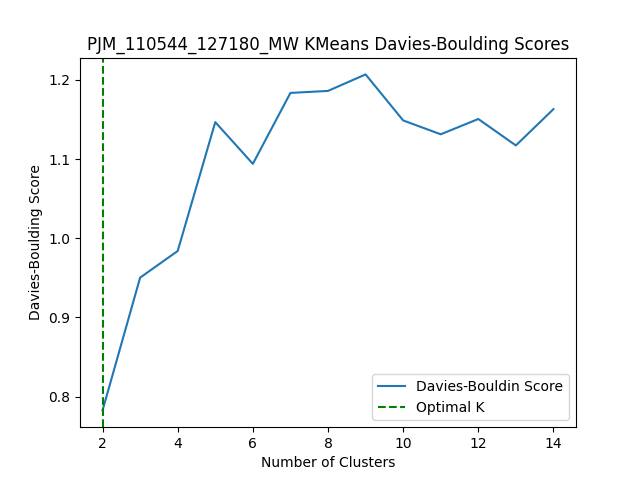 PJM_110544_127180_MW KMeans Davies-Boulding Scores
1.2
1.1
1.0
0.9
0.8
Davies-Boulding Score
Davies-Bouldin Score
Optimal K
2 4 6 8 10 12 14
Number of Clusters